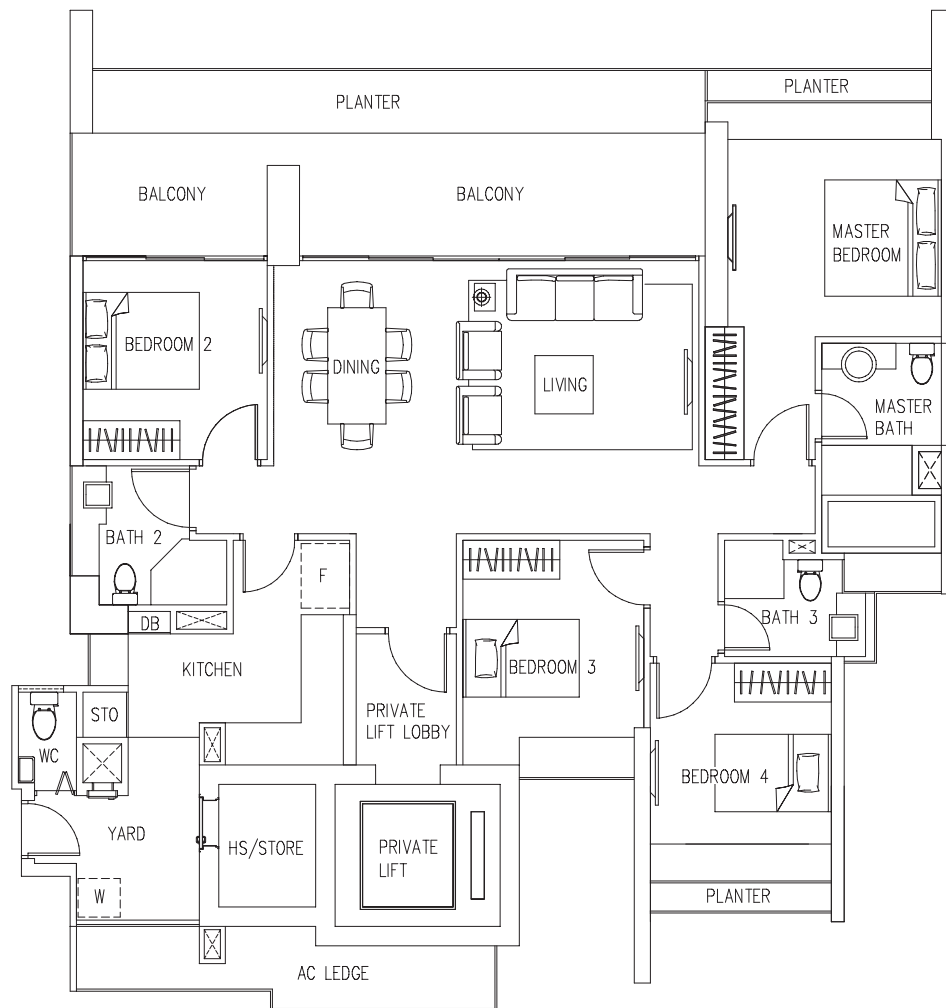 PLANTER
PLANTER
BALCONY
BALCONY
MASTER
BEDROOM
BEDROOM 2
DINING
LIVING
MASTER
BATH
BATH 2
F
DB
BATH 3
KITCHEN
BEDROOM 3
STO
PRIVATE
LIFT LOBBY
WC
BEDROOM 4
YARD
HS/STORE
PRIVATE
LIFT
W
PLANTER
AC LEDGE